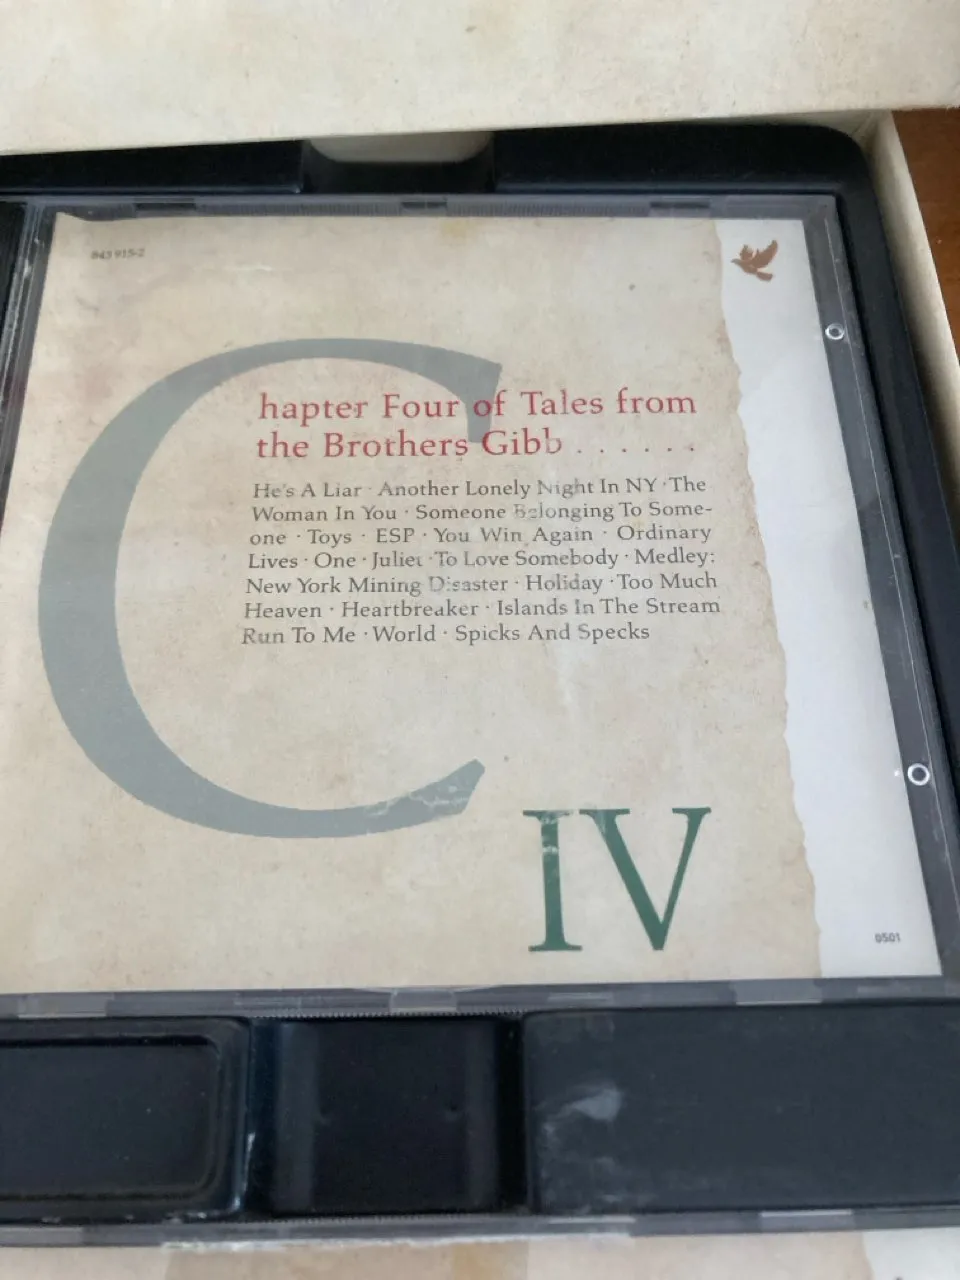 843 915-2
Chapter Four of Tales from
the Brothers Gibb . . . . . .
He's A Liar · Another Lonely Night In NY · The
Woman In You · Someone Belonging To Some-
one · Toys · ESP · You Win Again · Ordinary
Lives · One · Juliet · To Love Somebody · Medley:
New York Mining Disaster · Holiday · Too Much
Heaven · Heartbreaker · Islands In The Stream
Run To Me · World · Spicks And Specks
IV
0501